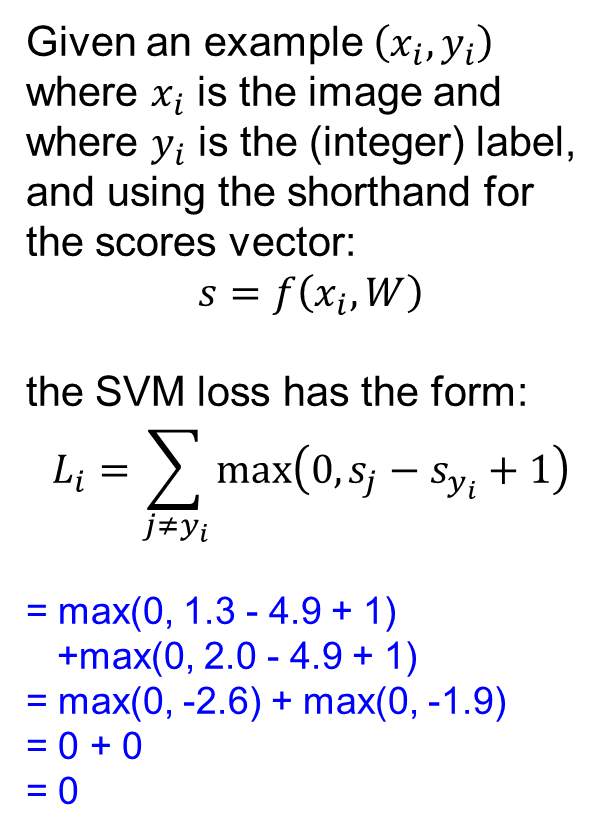 Given an example (xᵢ, yᵢ)
where xᵢ is the image and
where yᵢ is the (integer) label,
and using the shorthand for
the scores vector:
s = f(xᵢ, W)
the SVM loss has the form:
Lᵢ = ∑_{j≠yᵢ} max(0, sⱼ − s_{yᵢ} + 1)
= max(0, 1.3 - 4.9 + 1)
+max(0, 2.0 - 4.9 + 1)
= max(0, -2.6) + max(0, -1.9)
= 0 + 0
= 0